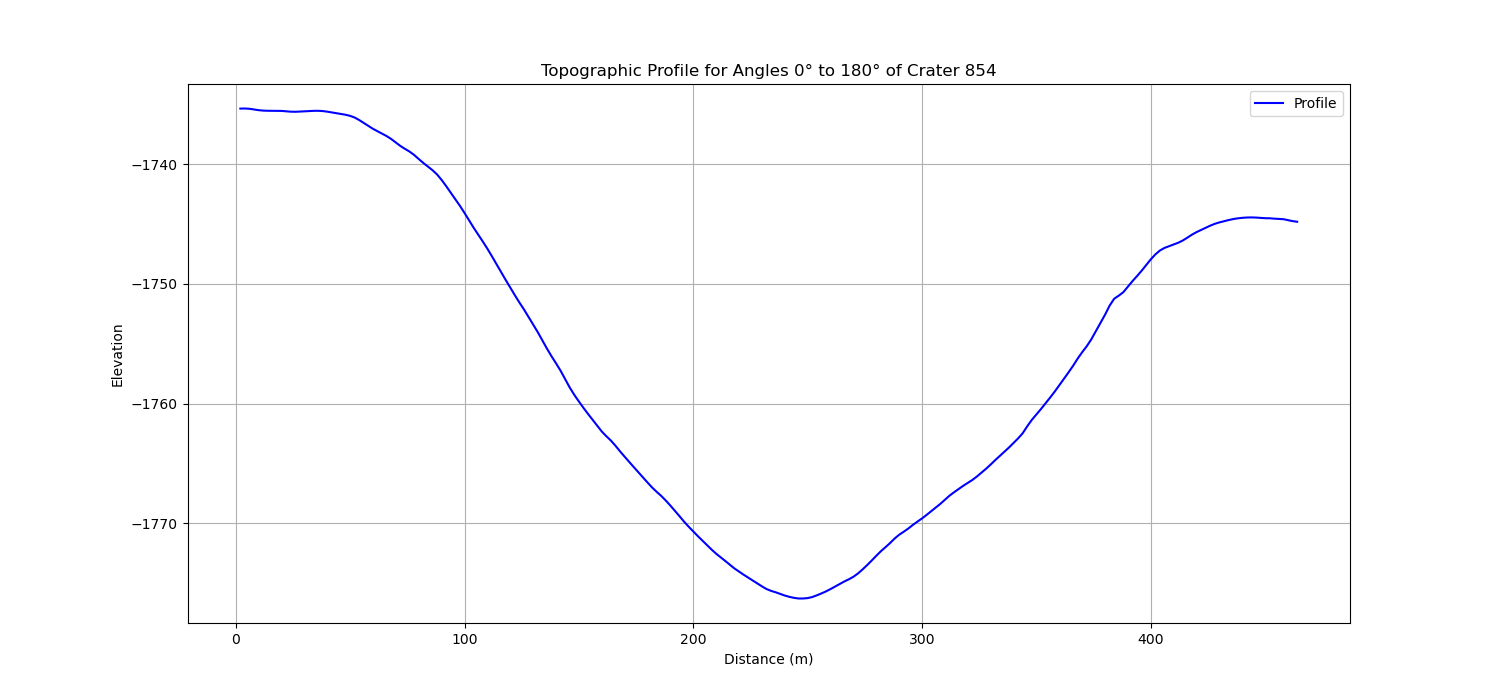 Topographic Profile for Angles 0° to 180° of Crater 854
Profile
−1740
−1750
−1760
−1770
Elevation
0 100 200 300 400
Distance (m)